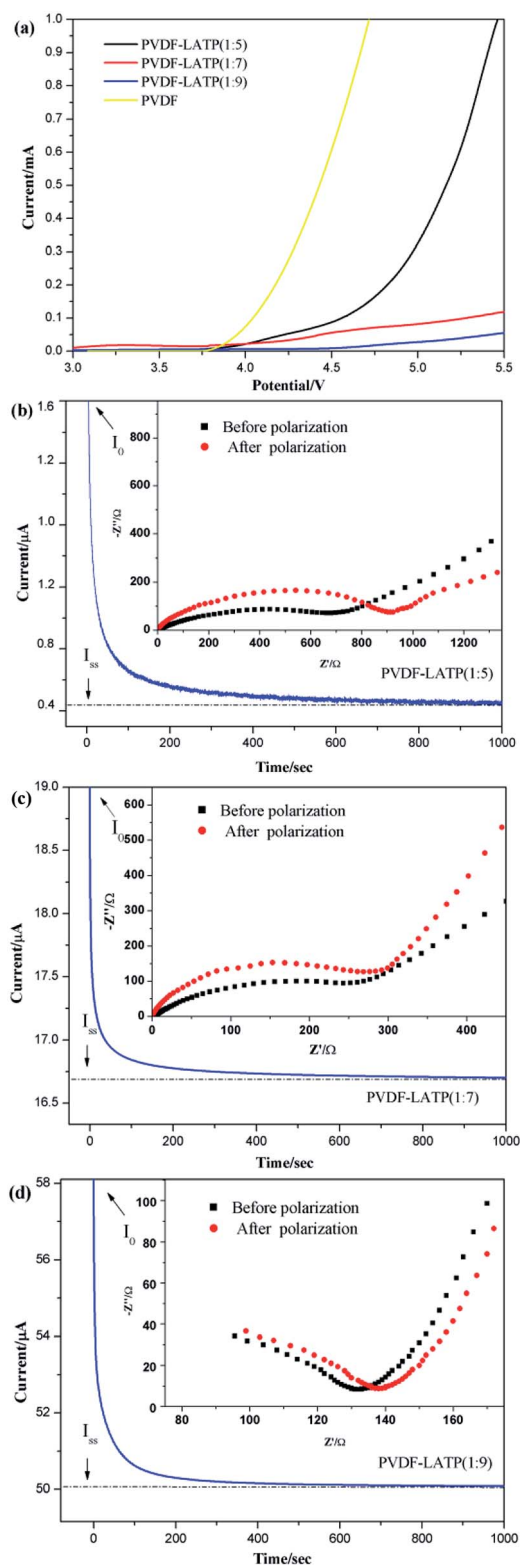 (a)
1.0
0.9
0.8
0.7
0.6
0.5
0.4
0.3
0.2
0.1
0.0
Current/mA
PVDF-LATP(1:5)
PVDF-LATP(1:7)
PVDF-LATP(1:9)
PVDF
3.0 3.5 4.0 4.5 5.0 5.5
Potential/V
(b)
1.6
1.2
1.0
1.2
0.8
0.4
Current/μA
I0
Iss
Before polarization
After polarization
800
600
400
200
0
-Z''/Ω
0 200 400 600 800 1000 1200
Z'/Ω
PVDF-LATP(1:5)
0 200 400 600 800 1000
Time/sec
(c)
19.0
18.5
18.0
17.5
17.0
16.5
Current/μA
I0
Iss
Before polarization
After polarization
600
550
500
450
400
350
300
250
200
150
100
50
0
-Z''/Ω
0 100 200 300 400
Z'/Ω
PVDF-LATP(1:7)
0 200 400 600 800 1000
Time/sec
(d)
58
56
54
52
50
Current/μA
I0
Iss
Before polarization
After polarization
100
80
60
40
20
0
-Z''/Ω
80 100 120 140 160
Z'/Ω
PVDF-LATP(1:9)
0 200 400 600 800 1000
Time/sec